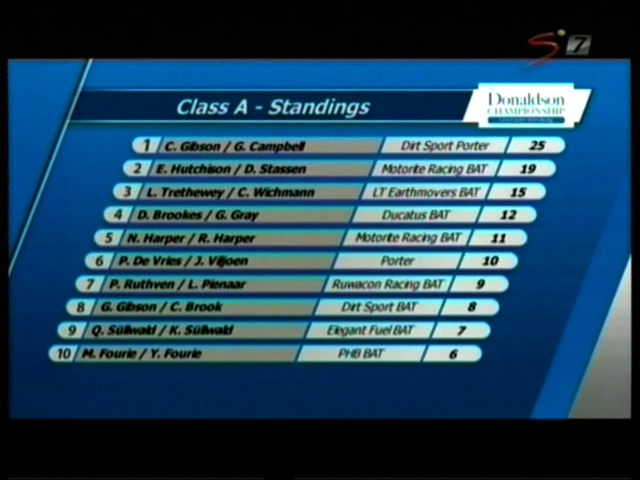 S 7
Class A - Standings
Donaldson
CHAMPIONSHIP
1 C. Gibson / G. Campbell Dirt Sport Porter 25
2 E. Hutchison / D. Stassen Motorite Racing BAT 19
3 L. Trethewey / C. Wichmann LT Earthmovers BAT 15
4 D. Brookes / G. Gray Ducatus BAT 12
5 N. Harper / R. Harper Motorite Racing BAT 11
6 P. De Vries / J. Viljoen Porter 10
7 P. Ruthven / L. Pienaar Ruwacon Racing BAT 9
8 G. Gibson / C. Brook Dirt Sport BAT 8
9 Q. Sullwald / K. Sullwald Elegant Fuel BAT 7
10 M. Fourie / Y. Fourie PHB BAT 6